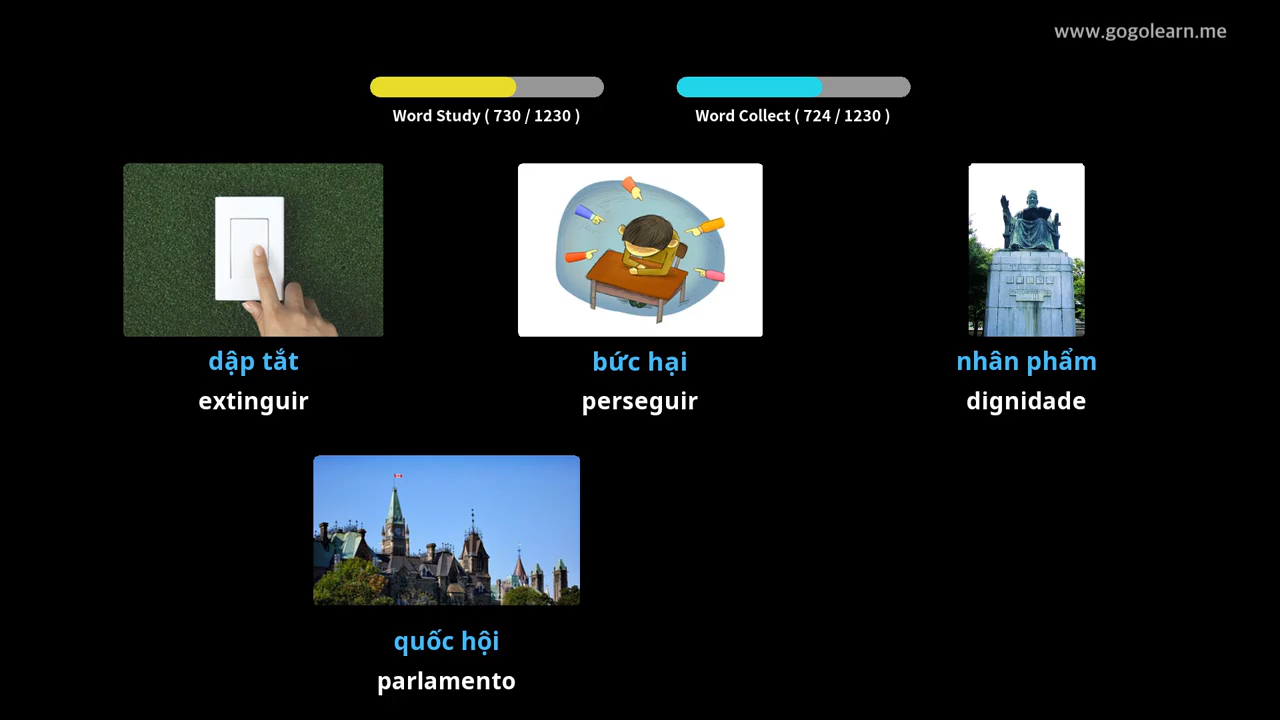 www.gogolearn.me
Word Study ( 730 / 1230 )
Word Collect ( 724 / 1230 )
dập tắt
extinguir
bức hại
perseguir
nhân phẩm
dignidade
quốc hội
parlamento